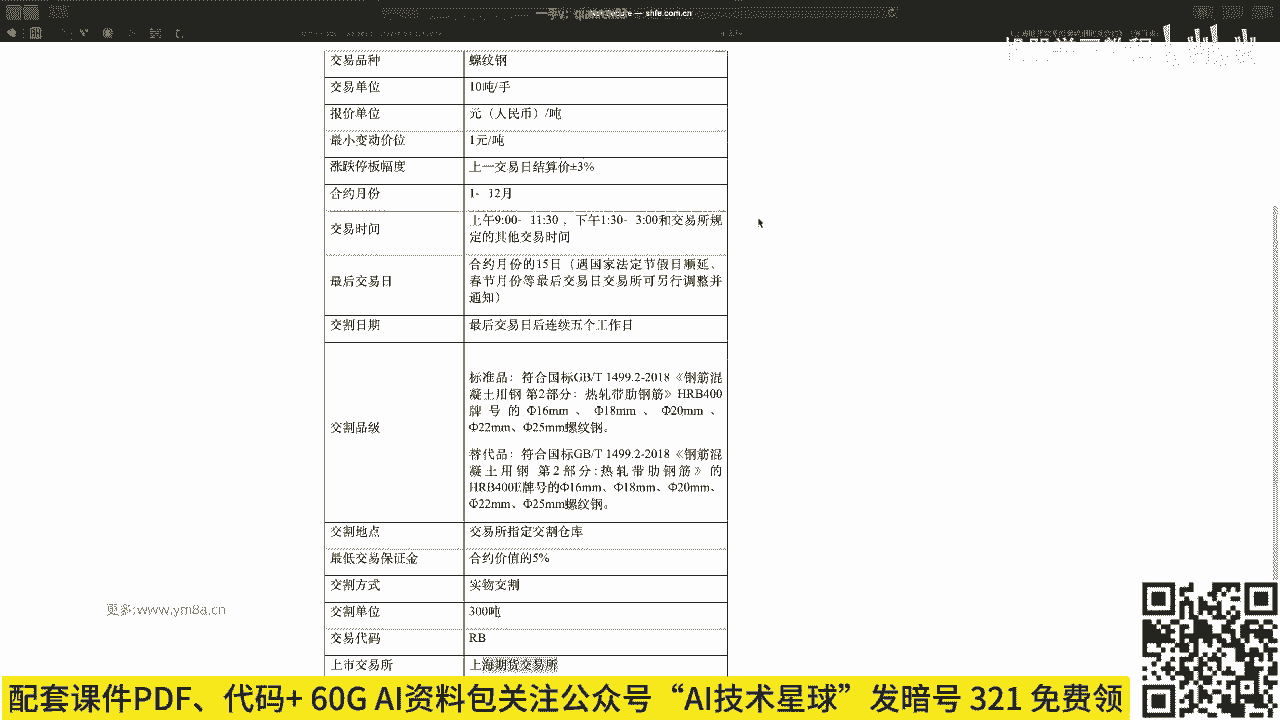 shfe.com.cn
交易品种 螺纹钢
交易单位 10吨/手
报价单位 元（人民币）/吨
最小变动价位 1元/吨
涨跌停板幅度 上一交易日结算价±3%
合约月份 1- 12月
交易时间 上午9:00- 11:30 ，下午1:30- 3:00和交易所规
定的其他交易时间
最后交易日 合约月份的15日（遇国家法定节假日顺延，
春节月份等最后交易日交易所可另行调整并
通知）
交割日期 最后交易日后连续五个工作日
交割品级
标准品：符合国标GB/T 1499.2-2018《钢筋混
凝土用钢 第2部分：热轧带肋钢筋》HRB400
牌号的Φ16mm、Φ18mm、Φ20mm、
Φ22mm、Φ25mm螺纹钢。
替代品：符合国标GB/T 1499.2-2018《钢筋混
凝土用钢 第2部分:热轧带肋钢筋》的
HRB400E牌号的Φ16mm、Φ18mm、Φ20mm、
Φ22mm、Φ25mm螺纹钢。
交割地点 交易所指定交割仓库
最低交易保证金 合约价值的5%
交割方式 实物交割
交割单位 300吨
交易代码 RB
上市交易所 上海期货交易所
更多:www.ym8a.cn
配套课件PDF、代码+ 60G AI资料包关注公众号“AI技术星球” 发暗号 321 免费领